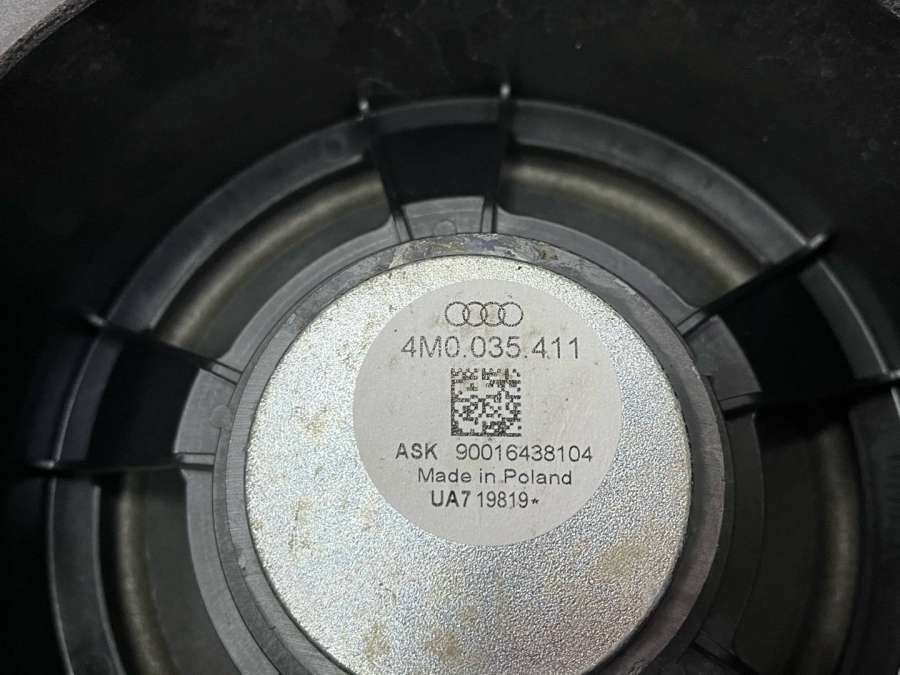 4M0.035.411
ASK 90016438104
Made in Poland
UA7 19819*